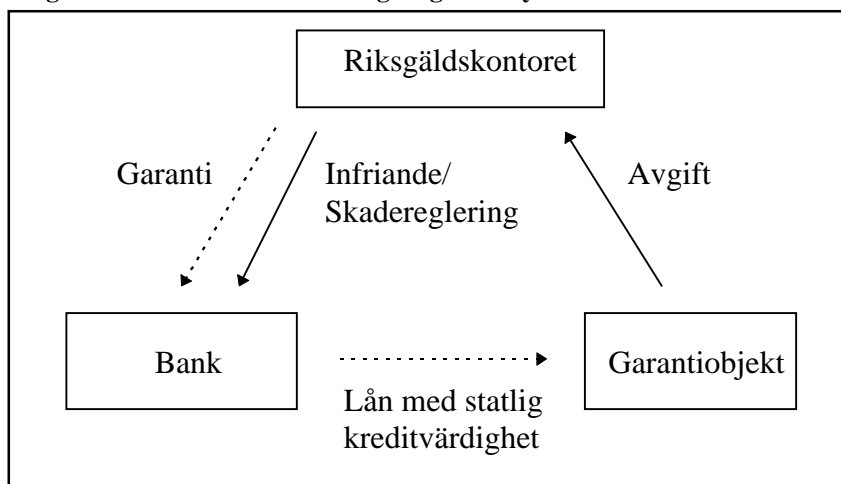 Riksgäldskontoret
Garanti
Infriande/
Skadereglering
Avgift
Bank
Garantiobjekt
Lån med statlig
kreditvärdighet